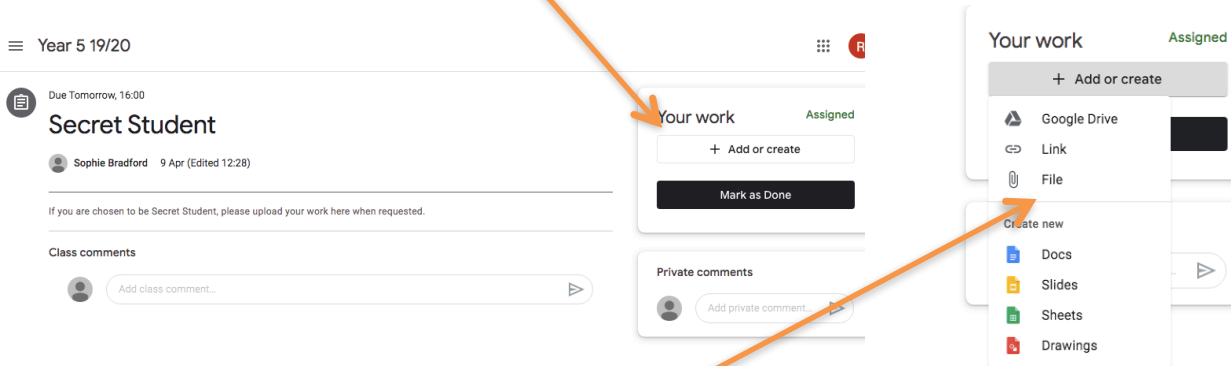 Year 5 19/20
R
Due Tomorrow, 16:00
Secret Student
Sophie Bradford 9 Apr (Edited 12:28)
If you are chosen to be Secret Student, please upload your work here when requested.
Class comments
Add class comment...
Your work Assigned
+ Add or create
Mark as Done
Private comments
Add private comment...
Your work Assigned
+ Add or create
Google Drive
Link
File
Create new
Docs
Slides
Sheets
Drawings